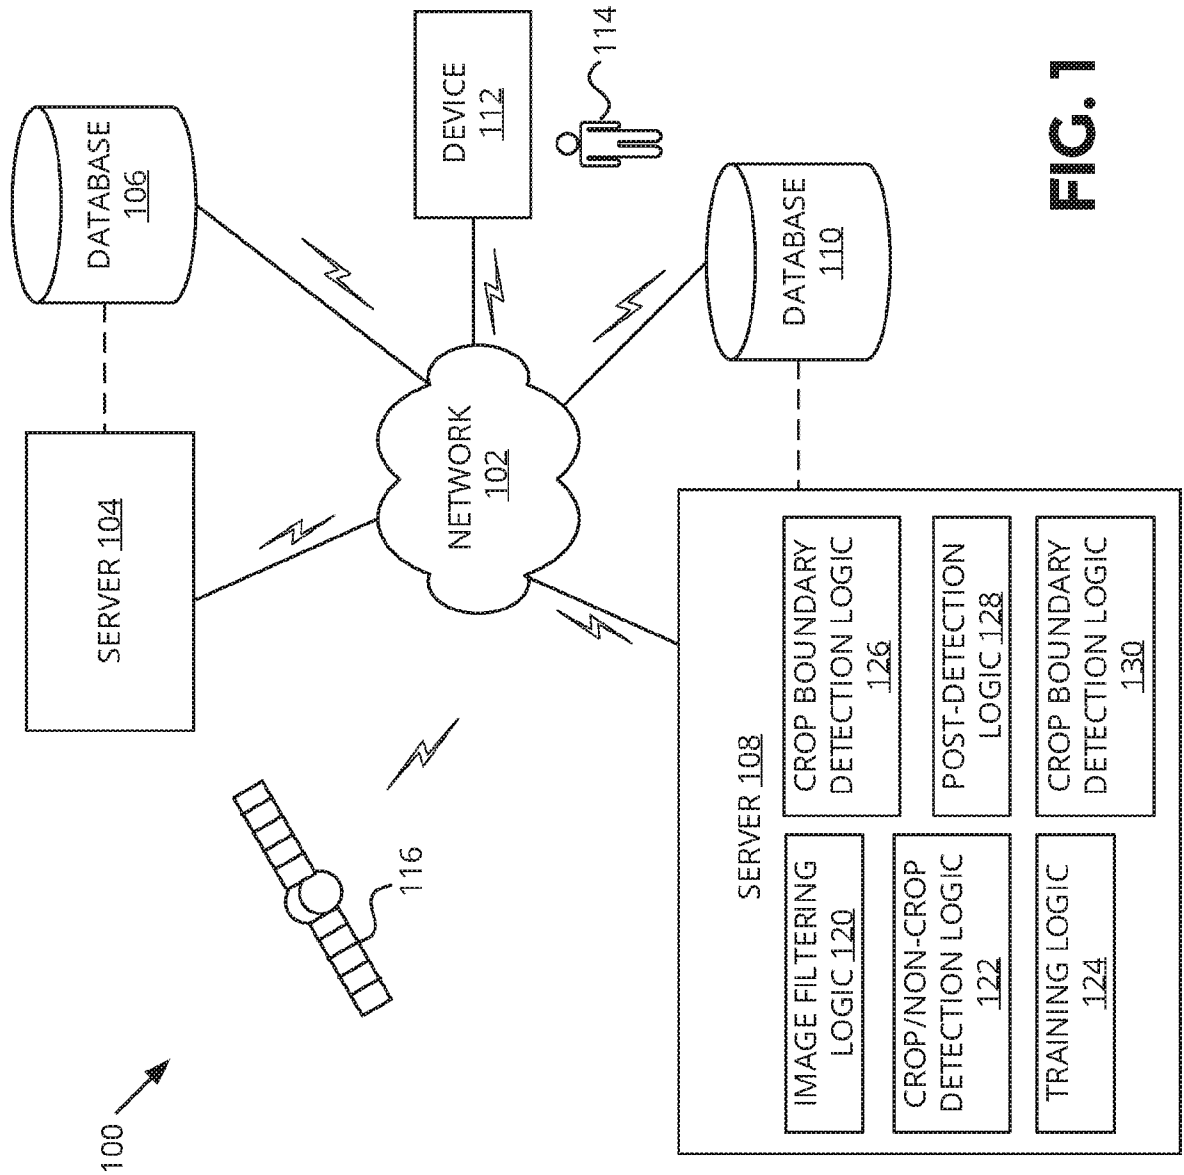 100
116
SERVER 104
DATABASE
106
NETWORK
102
DEVICE
112
114
DATABASE
110
SERVER 108
IMAGE FILTERING
LOGIC 120
CROP/NON-CROP
DETECTION LOGIC
122
TRAINING LOGIC
124
CROP BOUNDARY
DETECTION LOGIC
126
POST-DETECTION
LOGIC 128
CROP BOUNDARY
DETECTION LOGIC
130
FIG. 1